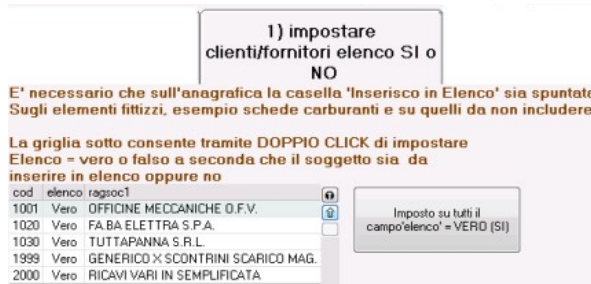 1) impostare
clienti/fornitori elenco SI o
NO
E' necessario che sull'anagrafica la casella 'Inserisco in Elenco' sia spuntata
Sugli elementi fittizzi, esempio schede carburanti e su quelli da non includere
La griglia sotto consente tramite DOPPIO CLICK di impostare
Elenco = vero o falso a seconda che il soggetto sia da
inserire in elenco oppure no
cod elenco ragsoc1
1001 Vero OFFICINE MECCANICHE O.F.V.
1020 Vero FA.BA ELETTRA S.P.A.
1030 Vero TUTTAPANNA S.R.L.
1999 Vero GENERICO X SCONTRINI SCARICO MAG.
2000 Vero RICAVI VARI IN SEMPLIFICATA
Imposto su tutti il
campo'elenco' = VERO (SI)